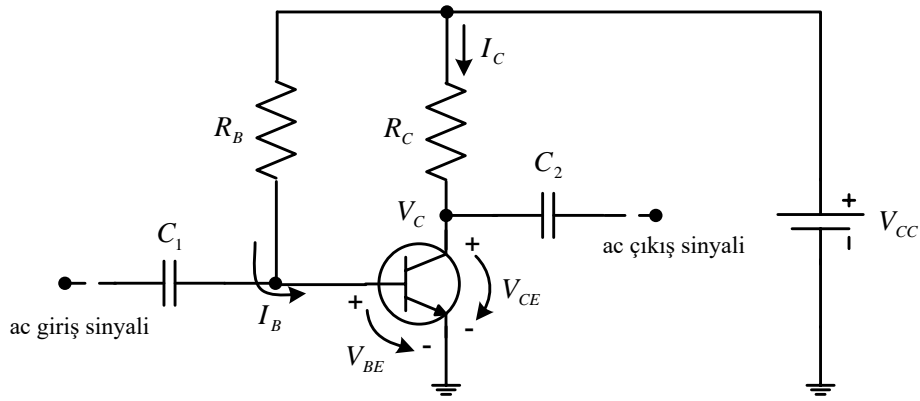 I_C
R_B
R_C
C_2
V_C
+
V_CC
C_1
+
ac çıkış sinyali
-
ac giriş sinyali
I_B
+
V_CE
-
V_BE
-